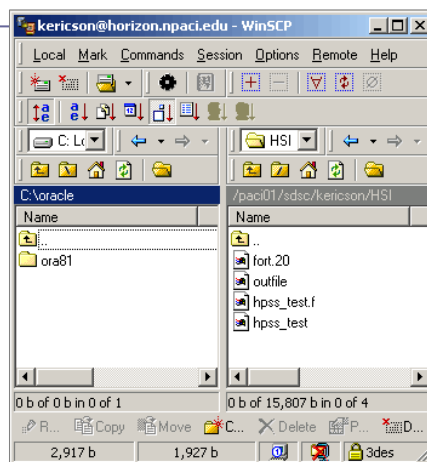 kericson@horizon.npaci.edu - WinSCP
Local Mark Commands Session Options Remote Help
C: Lo
HSI
C:\oracle
/paci01/sdsc/kericson/HSI
Name
Name
..
ora81
..
fort.20
outfile
hpss_test.f
hpss_test
0 b of 0 b in 0 of 1
0 b of 15,807 b in 0 of 4
R... Copy Move C... Delete P... D...
2,917 b
1,927 b
3des